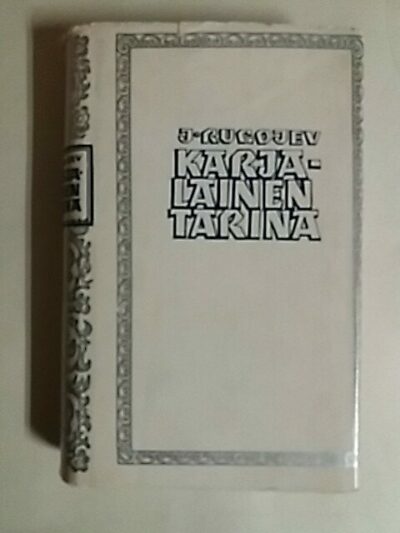 J·RUGOJEV
KARJA-
LAINEN
TARINA